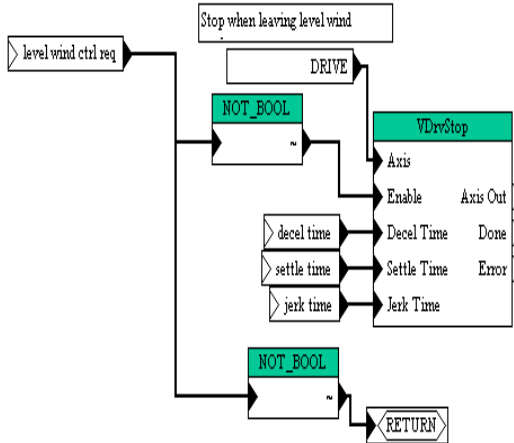 Stop when leaving level wind
.
level wind ctrl req
DRIVE
NOT_BOOL
~
VDrvStop
Axis
Enable Axis Out
decel time Decel Time Done
settle time Settle Time Error
jerk time Jerk Time
NOT_BOOL
~
RETURN